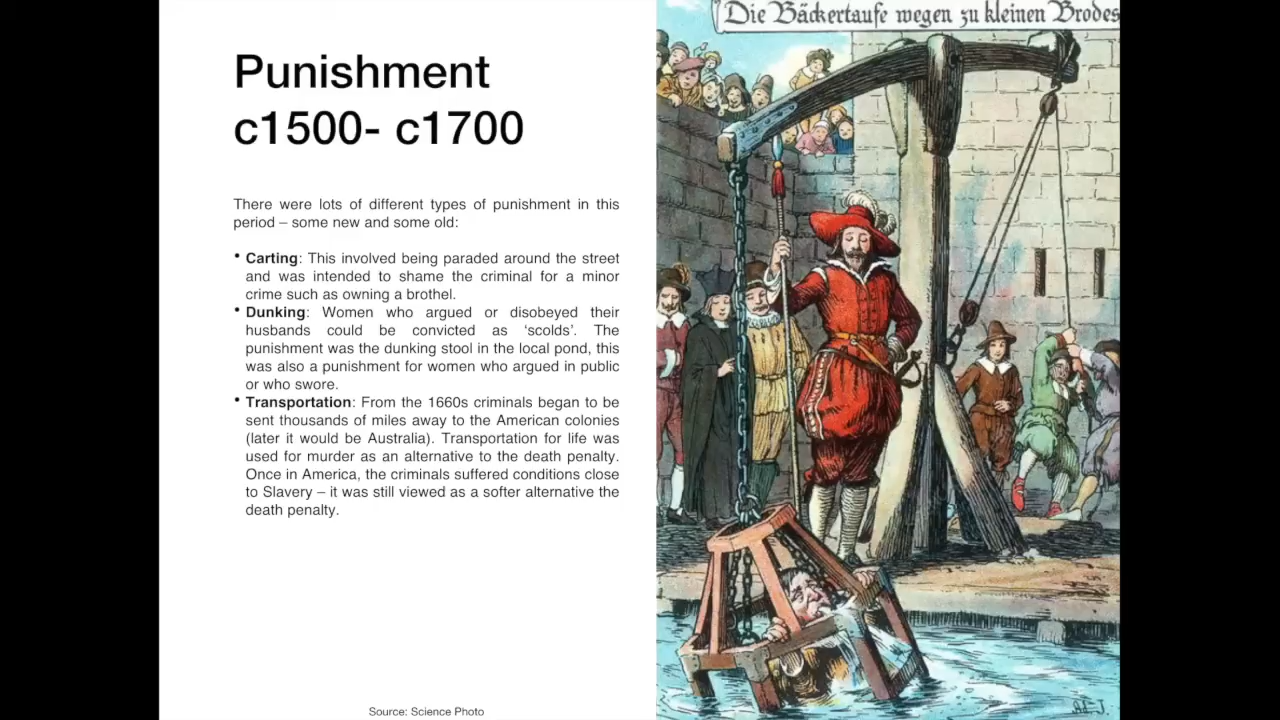 Punishment
c1500- c1700
There were lots of different types of punishment in this
period – some new and some old:
• Carting: This involved being paraded around the street
and was intended to shame the criminal for a minor
crime such as owning a brothel.
• Dunking: Women who argued or disobeyed their
husbands could be convicted as ‘scolds’. The
punishment was the dunking stool in the local pond, this
was also a punishment for women who argued in public
or who swore.
• Transportation: From the 1660s criminals began to be
sent thousands of miles away to the American colonies
(later it would be Australia). Transportation for life was
used for murder as an alternative to the death penalty.
Once in America, the criminals suffered conditions close
to Slavery – it was still viewed as a softer alternative the
death penalty.
Source: Science Photo
Die Bäckertaufe wegen zu kleinen Brodes